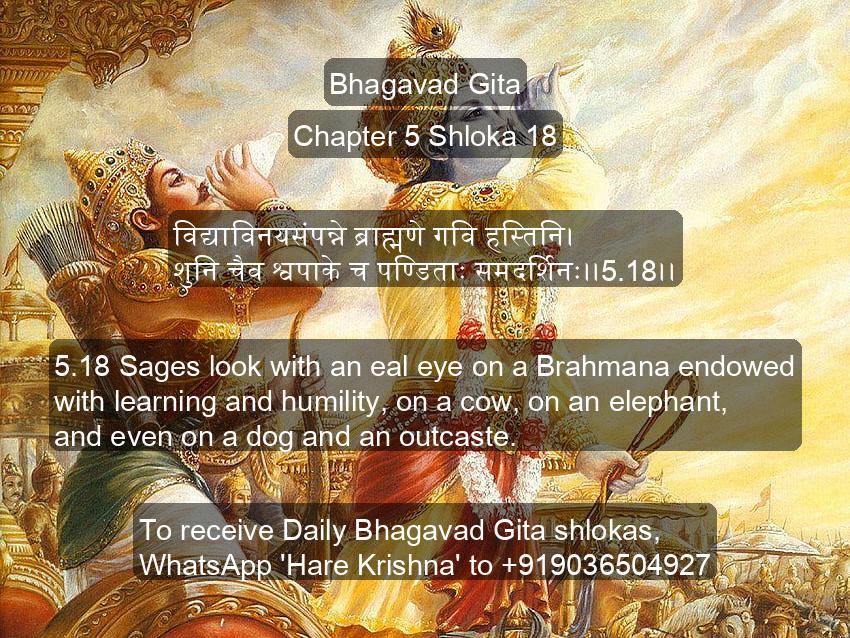 Bhagavad Gita
Chapter 5 Shloka 18
विद्याविनयसंपन्ने ब्राह्मणे गवि हस्तिनि।
शुनि चैव श्वपाके च पण्डिताः समदर्शिनः।।5.18।।
5.18 Sages look with an eal eye on a Brahmana endowed
with learning and humility, on a cow, on an elephant,
and even on a dog and an outcaste.
To receive Daily Bhagavad Gita shlokas,
WhatsApp 'Hare Krishna' to +919036504927